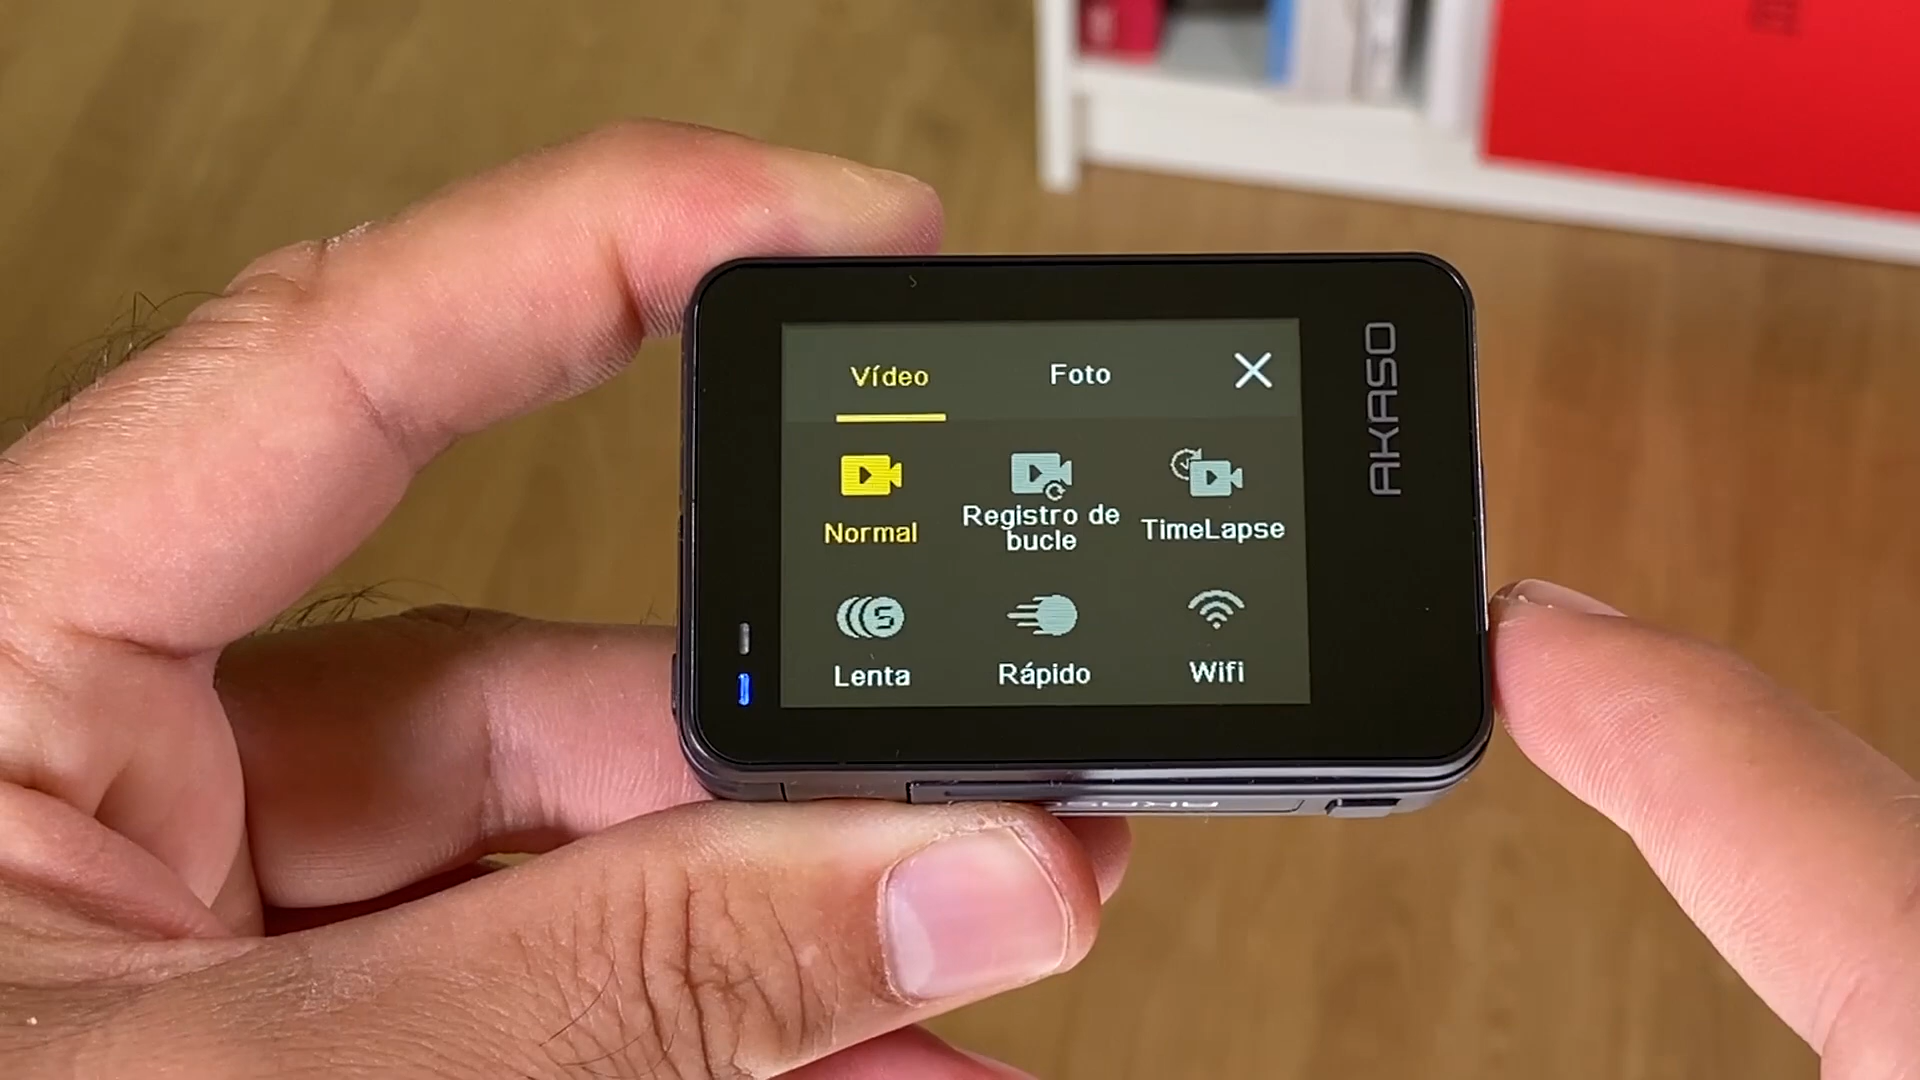 Vídeo Foto
Normal
Registro de
bucle
TimeLapse
Lenta
Rápido
Wifi
AKASO